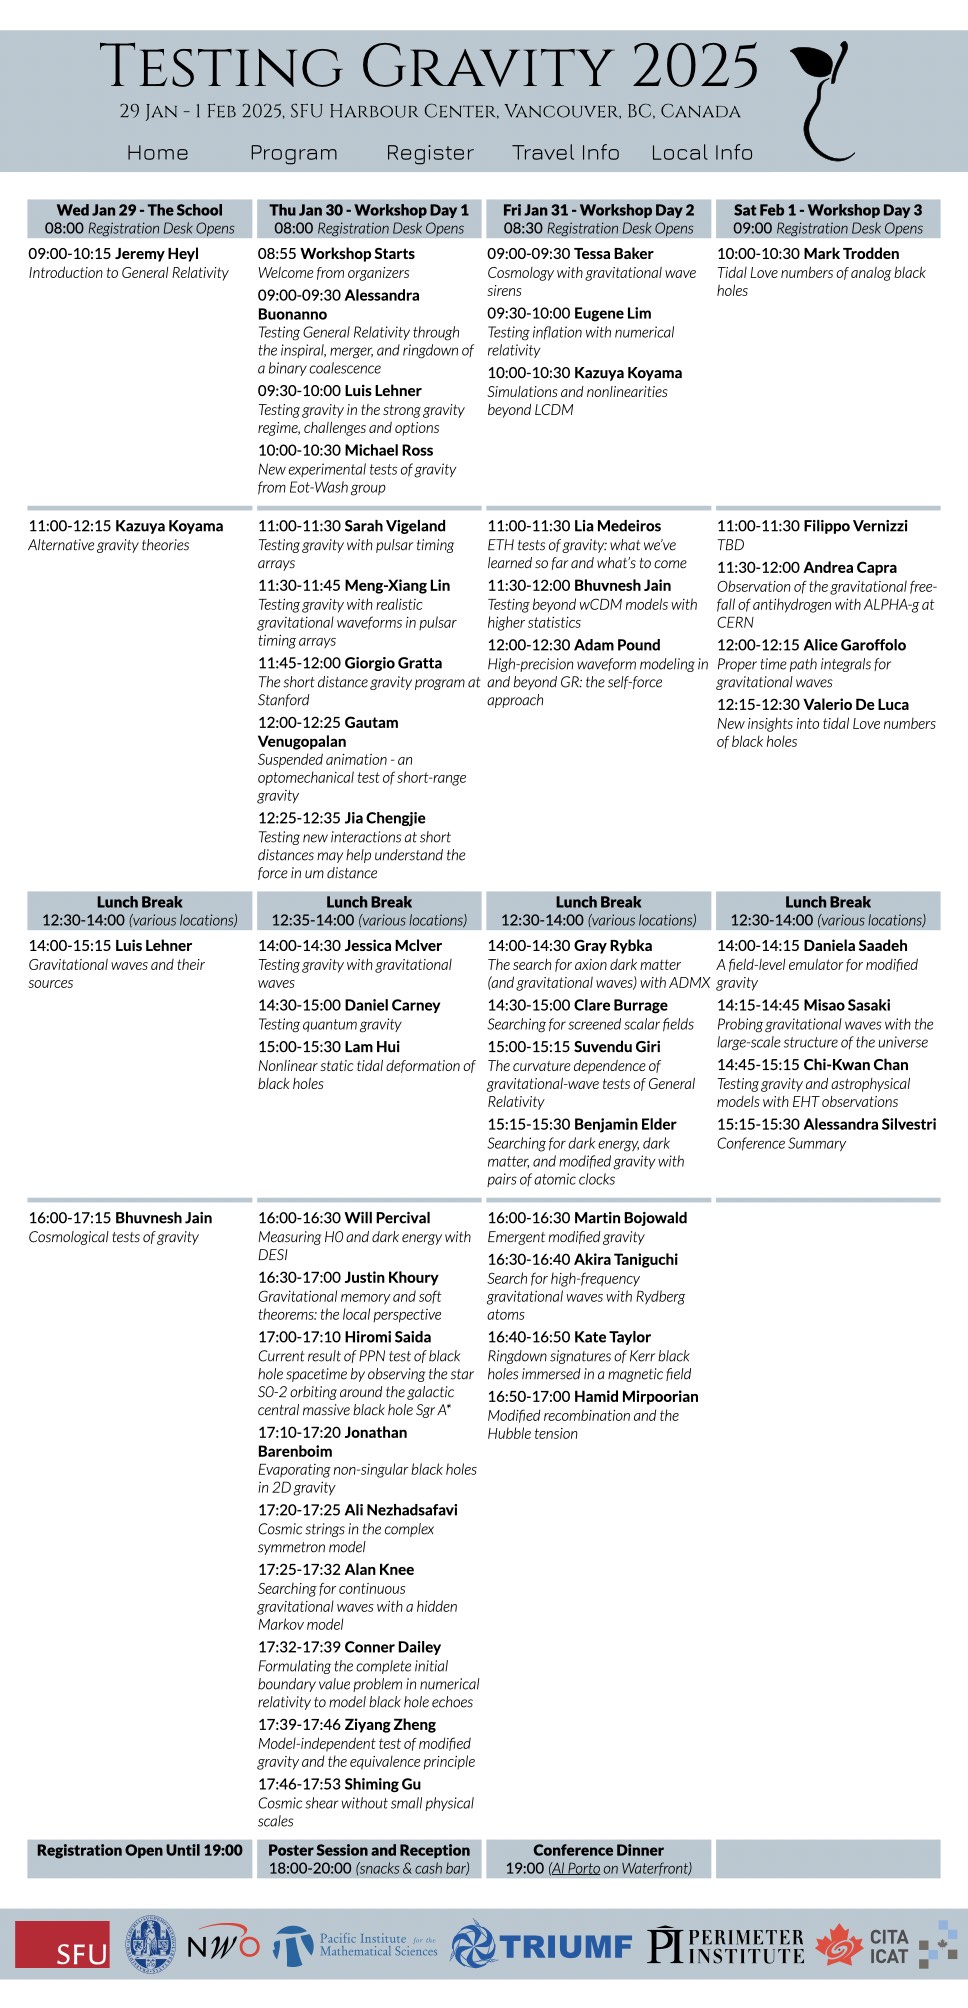 Testing Gravity 2025
29 Jan - 1 Feb 2025, SFU Harbour Center, Vancouver, BC, Canada
Home Program Register Travel Info Local Info
Wed Jan 29 - The School
08:00 Registration Desk Opens
09:00-10:15 Jeremy Heyl
Introduction to General Relativity
11:00-12:15 Kazuya Koyama
Alternative gravity theories
Lunch Break
12:30-14:00 (various locations)
14:00-15:15 Luis Lehner
Gravitational waves and their
sources
16:00-17:15 Bhuvnesh Jain
Cosmological tests of gravity
Registration Open Until 19:00
Thu Jan 30 - Workshop Day 1
08:00 Registration Desk Opens
08:55 Workshop Starts
Welcome from organizers
09:00-09:30 Alessandra
Buonanno
Testing General Relativity through
the inspiral, merger, and ringdown of
a binary coalescence
09:30-10:00 Luis Lehner
Testing gravity in the strong gravity
regime, challenges and options
10:00-10:30 Michael Ross
New experimental tests of gravity
from Eot-Wash group
11:00-11:30 Sarah Vigeland
Testing gravity with pulsar timing
arrays
11:30-11:45 Meng-Xiang Lin
Testing gravity with realistic
gravitational waveforms in pulsar
timing arrays
11:45-12:00 Giorgio Gratta
The short distance gravity program at
Stanford
12:00-12:25 Gautam
Venugopalan
Suspended animation - an
optomechanical test of short-range
gravity
12:25-12:35 Jia Chengjie
Testing new interactions at short
distances may help understand the
force in um distance
Lunch Break
12:35-14:00 (various locations)
14:00-14:30 Jessica McIver
Testing gravity with gravitational
waves
14:30-15:00 Daniel Carney
Testing quantum gravity
15:00-15:30 Lam Hui
Nonlinear static tidal deformation of
black holes
16:00-16:30 Will Percival
Measuring H0 and dark energy with
DESI
16:30-17:00 Justin Khoury
Gravitational memory and soft
theorems: the local perspective
17:00-17:10 Hiromi Saida
Current result of PPN test of black
hole spacetime by observing the star
S0-2 orbiting around the galactic
central massive black hole Sgr A*
17:10-17:20 Jonathan
Barenboim
Evaporating non-singular black holes
in 2D gravity
17:20-17:25 Ali Nezhadsafavi
Cosmic strings in the complex
symmetron model
17:25-17:32 Alan Knee
Searching for continuous
gravitational waves with a hidden
Markov model
17:32-17:39 Conner Dailey
Formulating the complete initial
boundary value problem in numerical
relativity to model black hole echoes
17:39-17:46 Ziyang Zheng
Model-independent test of modified
gravity and the equivalence principle
17:46-17:53 Shiming Gu
Cosmic shear without small physical
scales
Poster Session and Reception
18:00-20:00 (snacks & cash bar)
Fri Jan 31 - Workshop Day 2
08:30 Registration Desk Opens
09:00-09:30 Tessa Baker
Cosmology with gravitational wave
sirens
09:30-10:00 Eugene Lim
Testing inflation with numerical
relativity
10:00-10:30 Kazuya Koyama
Simulations and nonlinearities
beyond LCDM
11:00-11:30 Lia Medeiros
ETH tests of gravity: what we've
learned so far and what's to come
11:30-12:00 Bhuvnesh Jain
Testing beyond wCDM models with
higher statistics
12:00-12:30 Adam Pound
High-precision waveform modeling in
and beyond GR: the self-force
approach
Lunch Break
12:30-14:00 (various locations)
14:00-14:30 Gray Rybka
The search for axion dark matter
(and gravitational waves) with ADMX
14:30-15:00 Clare Burrage
Searching for screened scalar fields
15:00-15:15 Suvendu Giri
The curvature dependence of
gravitational-wave tests of General
Relativity
15:15-15:30 Benjamin Elder
Searching for dark energy, dark
matter, and modified gravity with
pairs of atomic clocks
16:00-16:30 Martin Bojowald
Emergent modified gravity
16:30-16:40 Akira Taniguchi
Search for high-frequency
gravitational waves with Rydberg
atoms
16:40-16:50 Kate Taylor
Ringdown signatures of Kerr black
holes immersed in a magnetic field
16:50-17:00 Hamid Mirpoorian
Modified recombination and the
Hubble tension
Conference Dinner
19:00 (Al Porto on Waterfront)
Sat Feb 1 - Workshop Day 3
09:00 Registration Desk Opens
10:00-10:30 Mark Trodden
Tidal Love numbers of analog black
holes
11:00-11:30 Filippo Vernizzi
TBD
11:30-12:00 Andrea Capra
Observation of the gravitational free-
fall of antihydrogen with ALPHA-g at
CERN
12:00-12:15 Alice Garoffolo
Proper time path integrals for
gravitational waves
12:15-12:30 Valerio De Luca
New insights into tidal Love numbers
of black holes
Lunch Break
12:30-14:00 (various locations)
14:00-14:15 Daniela Saadeh
A field-level emulator for modified
gravity
14:15-14:45 Misao Sasaki
Probing gravitational waves with the
large-scale structure of the universe
14:45-15:15 Chi-Kwan Chan
Testing gravity and astrophysical
models with EHT observations
15:15-15:30 Alessandra Silvestri
Conference Summary
SFU
NWO
Pacific Institute for the
Mathematical Sciences
TRIUMF
PI PERIMETER
INSTITUTE
CITA
ICAT